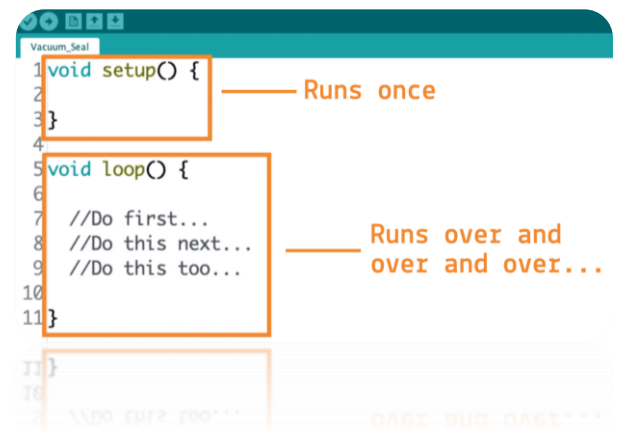 Vacuum_Seal
1 void setup() {
2
3 }
4
5 void loop() {
6
7 //Do first...
8 //Do this next...
9 //Do this too...
10
11 }
Runs once
Runs over and
over and over...